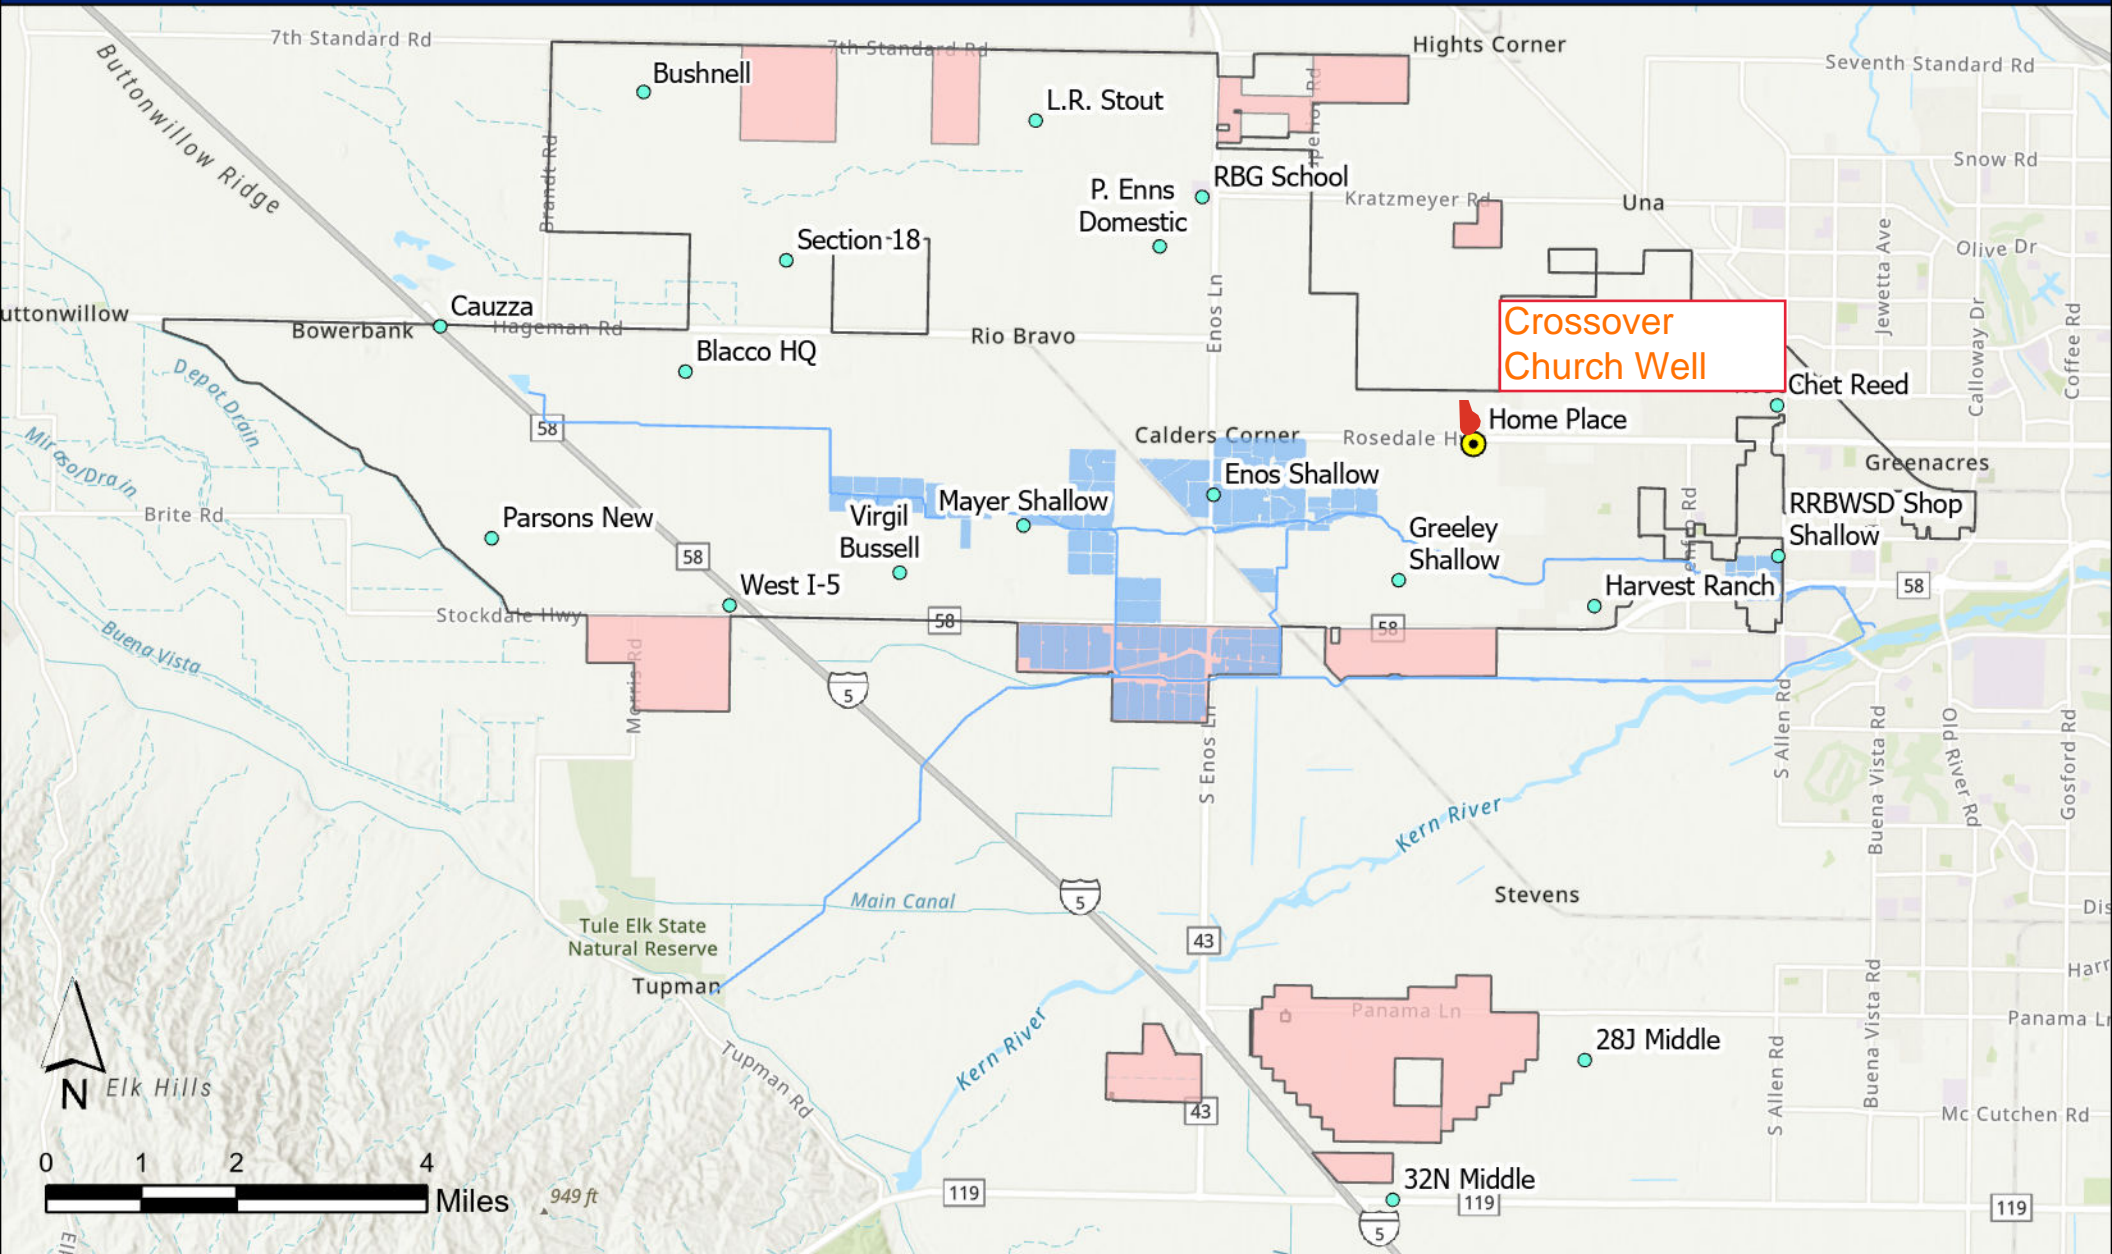 7th Standard Rd
7th Standard Rd
Hights Corner
Seventh Standard Rd
Buttonwillow Ridge
Bushnell
L.R. Stout
Brandt Rd
Snow Rd
RBG School
P. Enns
Domestic
Kratzmeyer Rd
Una
Section 18
Olive Dr
Jewetta Ave
Enos Ln
Calloway Dr
Coffee Rd
Cauzza
uttonwillow
Bowerbank
Hageman Rd
Rio Bravo
Crossover
Church Well
Blacco HQ
Chet Reed
Depot Drain
Home Place
58
Calders Corner
Rosedale H
Greenacres
Enos Shallow
Mayer Shallow
RRBWSD Shop
Shallow
Parsons New
Virgil
Bussell
Brite Rd
Greeley
Shallow
58
West I-5
Harvest Ranch
58
Stockdale Hwy
58
58
Buena Vista
Morris Rd
5
S Enos Ln
S Allen Rd
Buena Vista Rd
Old River Rd
Gosford Rd
Kern River
5
Main Canal
Stevens
Dis
Tule Elk State
Natural Reserve
43
Harr
Tupman
Panama Ln
Panama Ln
28J Middle
Kern River
Tupman Rd
N
Elk Hills
43
S Allen Rd
Buena Vista Rd
Mc Cutchen Rd
0 1 2 4
Miles
949 ft
32N Middle
119
119
119
5